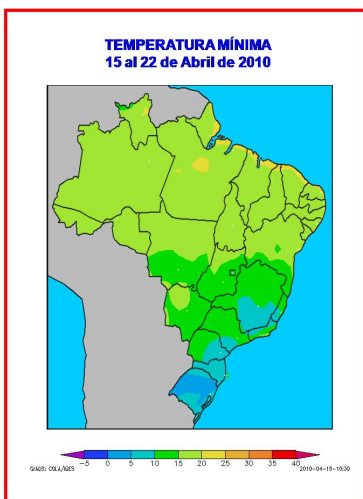 TEMPERATURA MÍNIMA
15 al 22 de Abril de 2010
-5 0 5 10 15 20 25 30 35 40
GrADS: COLA/IGES 2010-04-15-10:30